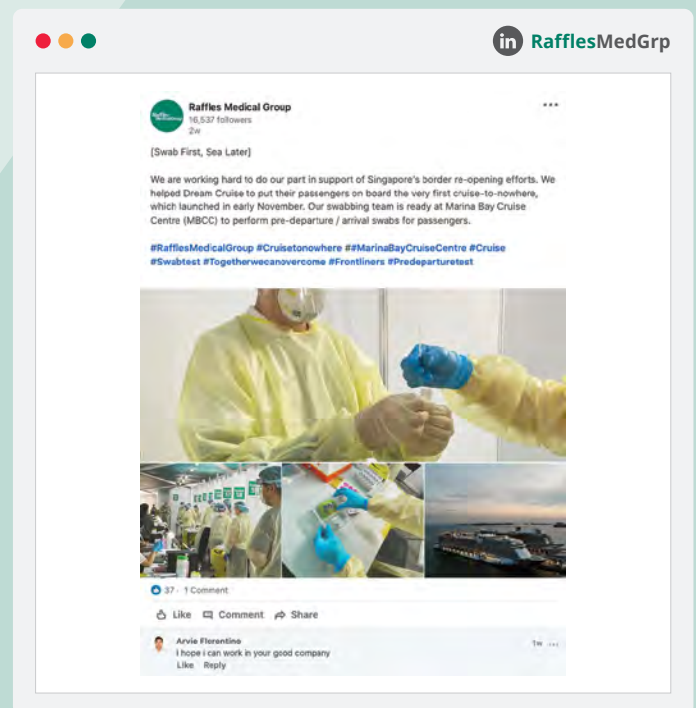 in RafflesMedGrp
Raffles Medical Group
16,537 followers
2w
[Swab First, Sea Later]
We are working hard to do our part in support of Singapore's border re-opening efforts. We
helped Dream Cruise to put their passengers on board the very first cruise-to-nowhere,
which launched in early November. Our swabbing team is ready at Marina Bay Cruise
Centre (MBCC) to perform pre-departure / arrival swabs for passengers.
#RafflesMedicalGroup #Cruisetonowhere ##MarinaBayCruiseCentre #Cruise
#Swabtest #Togetherwecanovercome #Frontliners #Predeparturetest
37 · 1 Comment
Like Comment Share
Arvie Florentino
1w
I hope i can work in your good company
Like Reply